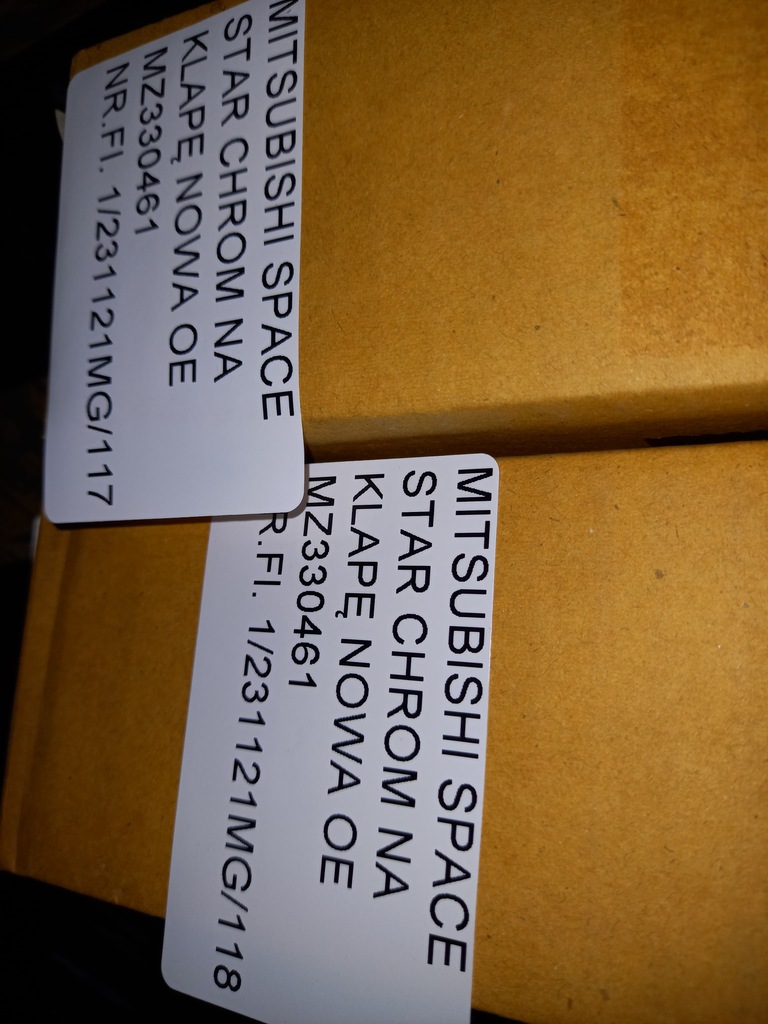 MITSUBISHI SPACE
STAR CHROM NA
KLAPĘ NOWA OE
MZ330461
NR.FI. 1/231121MG/117
MITSUBISHI SPACE
STAR CHROM NA
KLAPĘ NOWA OE
MZ330461
R.FI. 1/231121MG/118